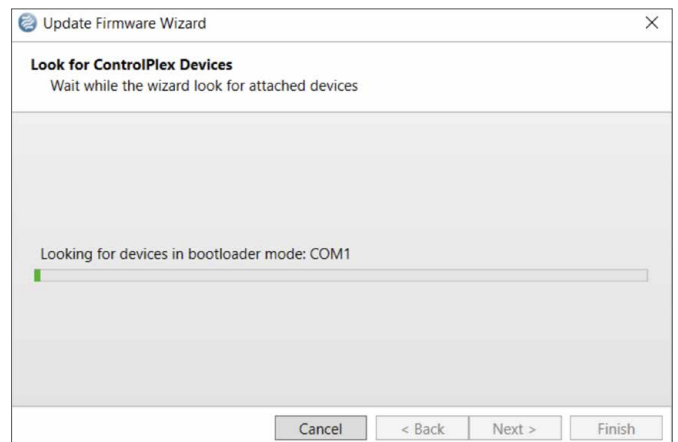 Update Firmware Wizard
Look for ControlPlex Devices
Wait while the wizard look for attached devices
Looking for devices in bootloader mode: COM1
Cancel
< Back
Next >
Finish